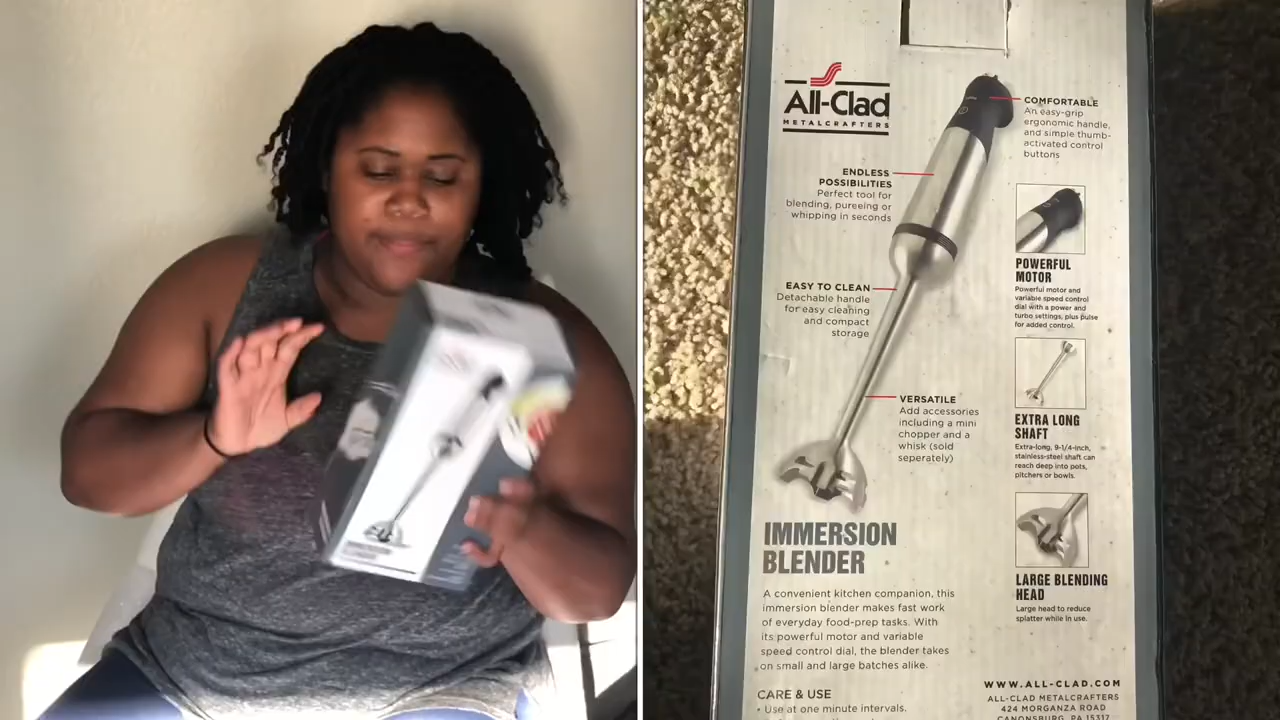 All-Clad
METALCRAFTERS
COMFORTABLE
An easy-grip
ergonomic handle,
and simple thumb-
activated control
buttons
ENDLESS
POSSIBILITIES
Perfect tool for
blending, pureeing or
whipping in seconds
EASY TO CLEAN
Detachable handle
for easy cleaning
and compact
storage
VERSATILE
Add accessories
including a mini
chopper and a
whisk (sold
seperately)
POWERFUL
MOTOR
Powerful motor and
variable speed control
dial with a power and
turbo settings, plus pulse
for added control.
EXTRA LONG
SHAFT
Extra-long, 9-1/4-inch,
stainless-steel shaft can
reach deep into pots,
pitchers or bowls.
LARGE BLENDING
HEAD
Large head to reduce
splatter while in use.
IMMERSION
BLENDER
A convenient kitchen companion, this
immersion blender makes fast work
of everyday food-prep tasks. With
its powerful motor and variable
speed control dial, the blender takes
on small and large batches alike.
CARE & USE
• Use at one minute intervals.
WWW.ALL-CLAD.COM
ALL-CLAD METALCRAFTERS
424 MORGANZA ROAD
CANONSBURG, PA 15317